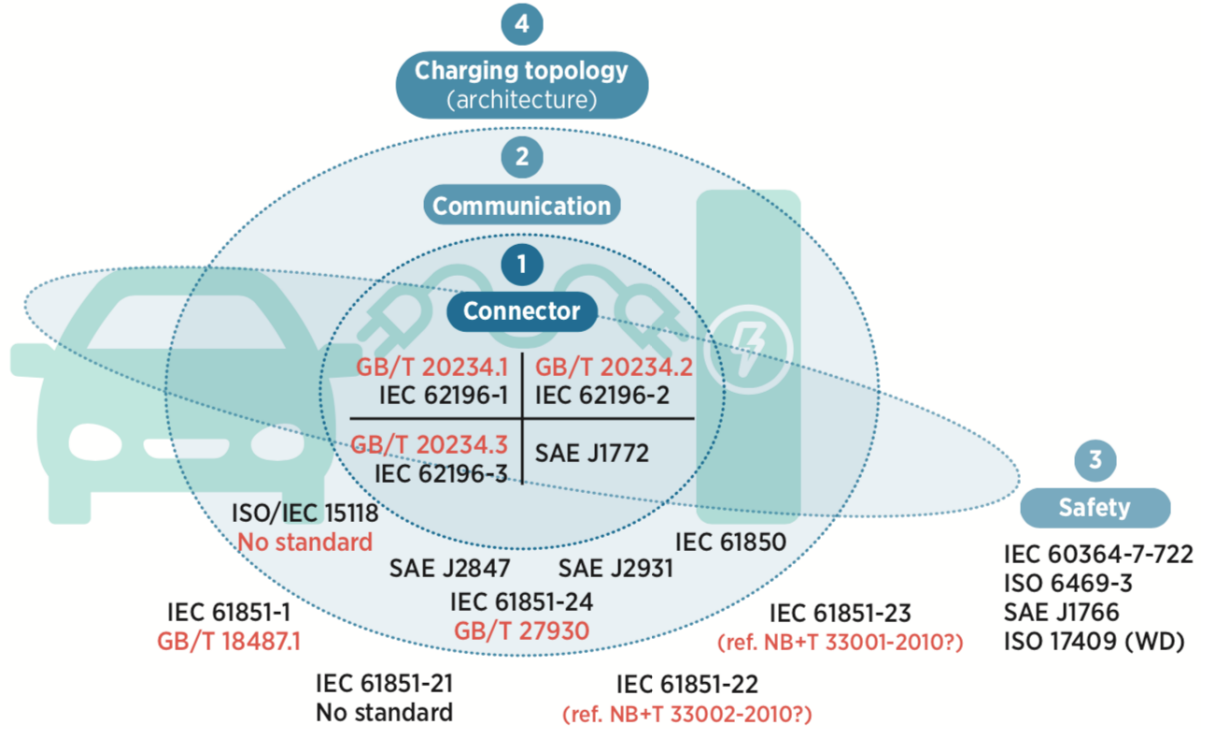 4
Charging topology
(architecture)
2
Communication
1
Connector
GB/T 20234.1
IEC 62196-1
GB/T 20234.2
IEC 62196-2
GB/T 20234.3
IEC 62196-3
SAE J1772
ISO/IEC 15118
No standard
IEC 61850
SAE J2847
SAE J2931
IEC 61851-24
GB/T 27930
3
Safety
IEC 60364-7-722
ISO 6469-3
SAE J1766
ISO 17409 (WD)
IEC 61851-1
GB/T 18487.1
IEC 61851-23
(ref. NB+T 33001-2010?)
IEC 61851-21
No standard
IEC 61851-22
(ref. NB+T 33002-2010?)